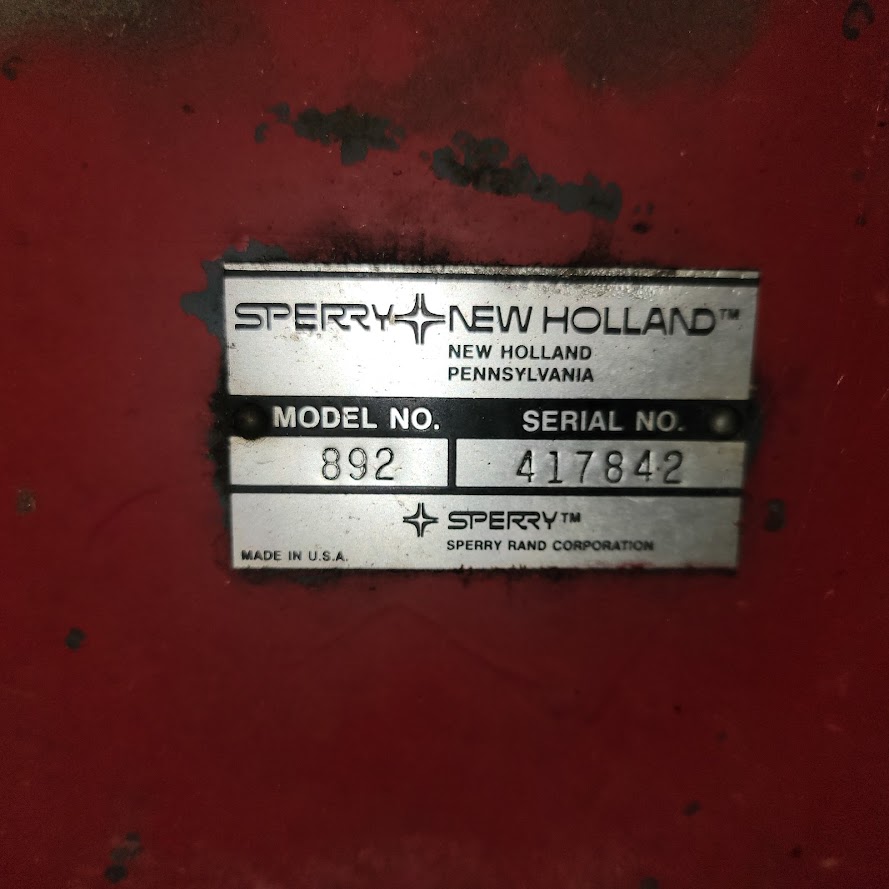 SPERRY NEW HOLLAND™
NEW HOLLAND
PENNSYLVANIA
MODEL NO. SERIAL NO.
892 417842
SPERRY™
SPERRY RAND CORPORATION
MADE IN U.S.A.